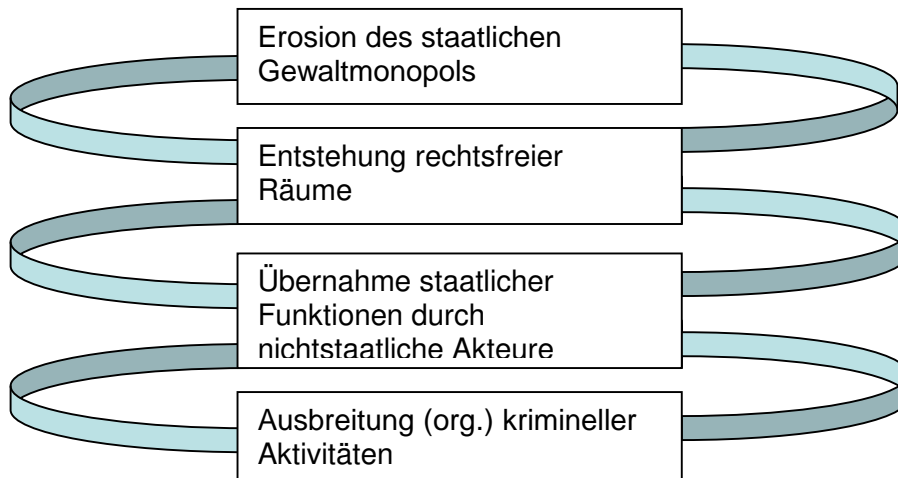 Erosion des staatlichen
Gewaltmonopols
Entstehung rechtsfreier
Räume
Übernahme staatlicher
Funktionen durch
nichtstaatliche Akteure
Ausbreitung (org.) krimineller
Aktivitäten